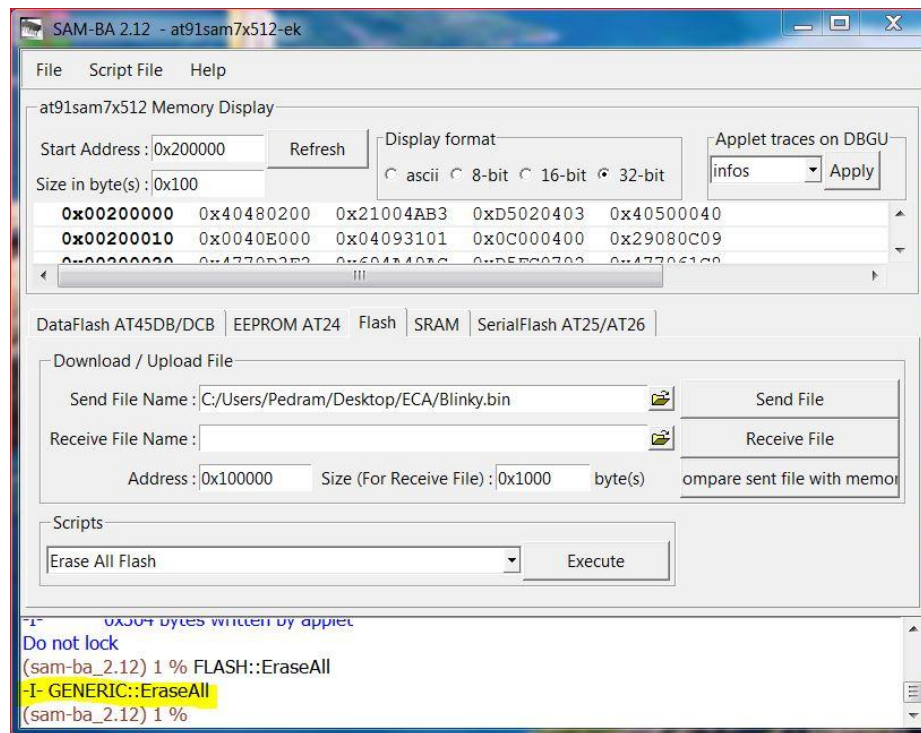 SAM-BA 2.12 - at91sam7x512-ek
File Script File Help
at91sam7x512 Memory Display
Start Address : 0x200000 Refresh
Size in byte(s) : 0x100
Display format
ascii 8-bit 16-bit 32-bit
Applet traces on DBGU
infos Apply
0x00200000 0x40480200 0x21004AB3 0xD5020403 0x40500040
0x00200010 0x0040E000 0x04093101 0x0C000400 0x29080C09
DataFlash AT45DB/DCB EEPROM AT24 Flash SRAM SerialFlash AT25/AT26
Download / Upload File
Send File Name : C:/Users/Pedram/Desktop/ECA/Blinky.bin Send File
Receive File Name : Receive File
Address : 0x100000 Size (For Receive File) : 0x1000 byte(s) ompare sent file with memor
Scripts
Erase All Flash Execute
-I- 0x504 bytes written by applet
Do not lock
(sam-ba_2.12) 1 % FLASH::EraseAll
-I- GENERIC::EraseAll
(sam-ba_2.12) 1 %